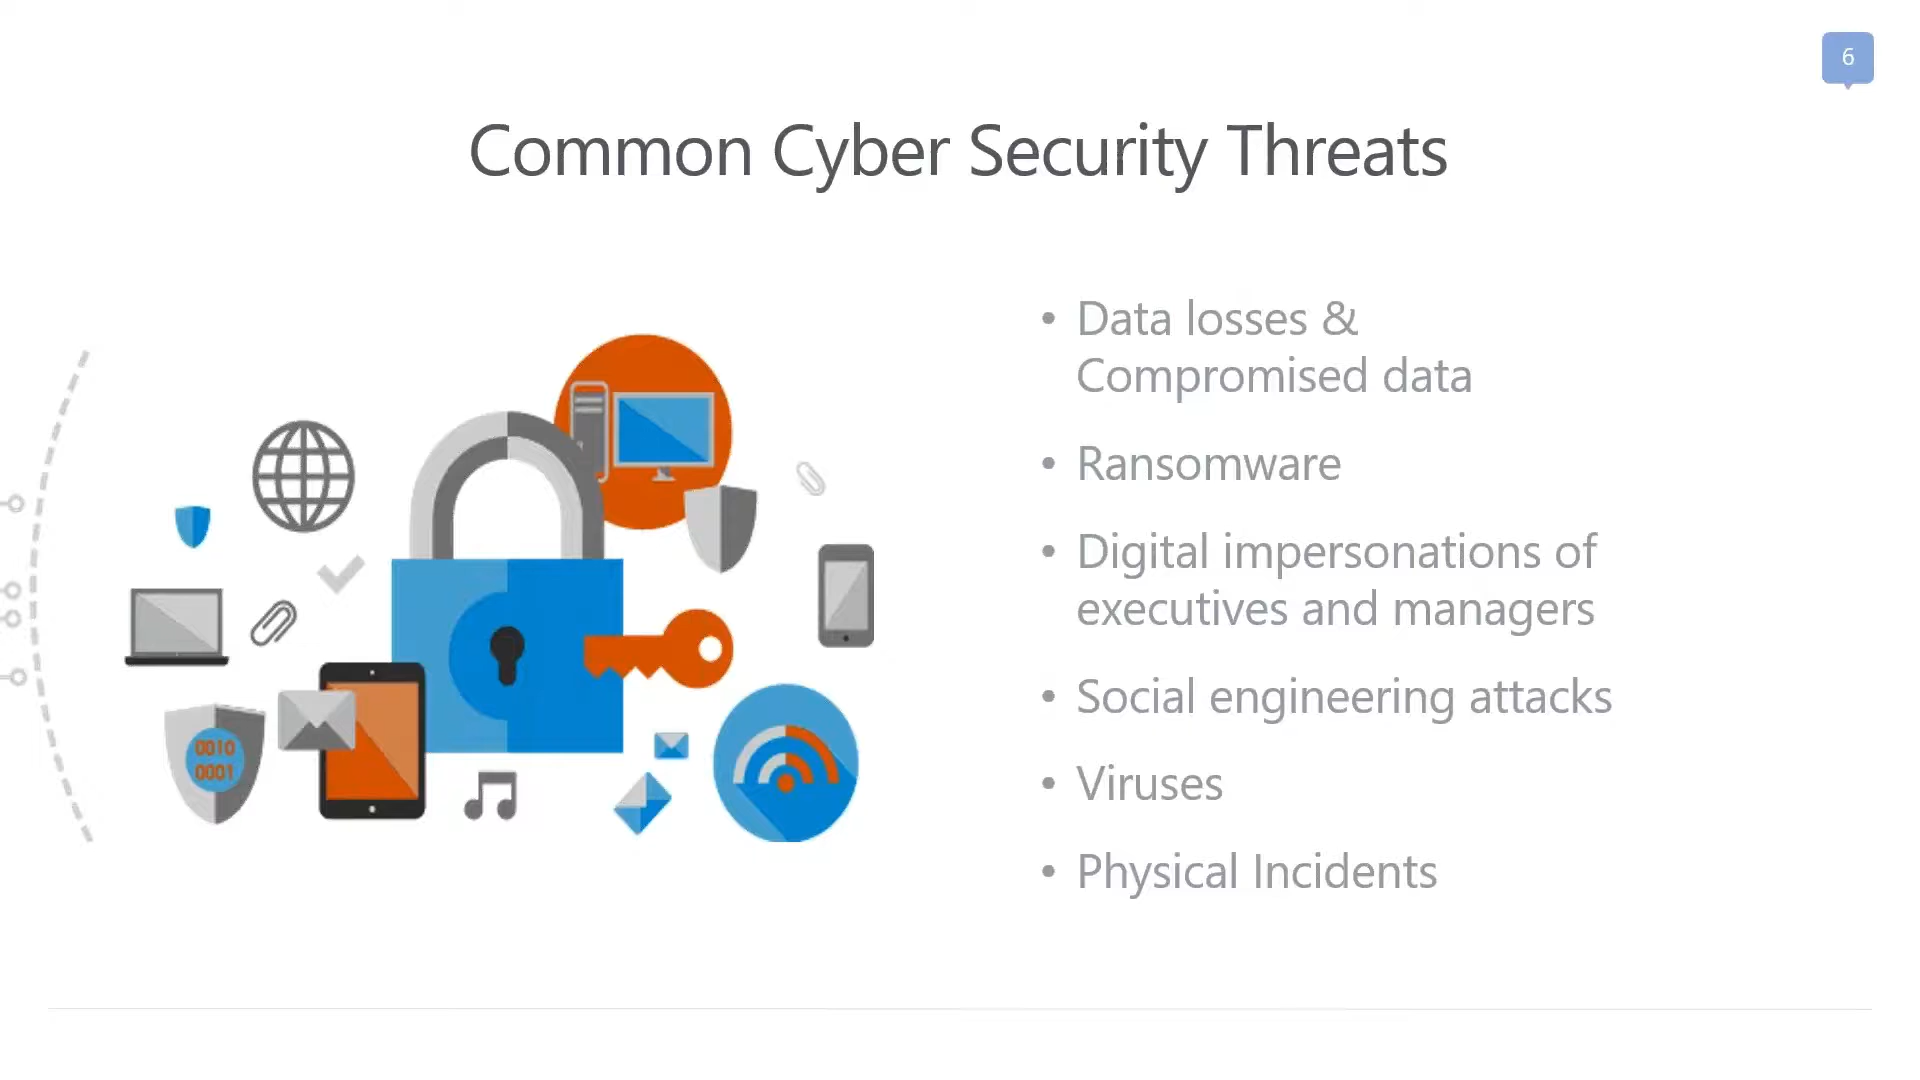 6
Common Cyber Security Threats
• Data losses &
Compromised data
• Ransomware
• Digital impersonations of
executives and managers
• Social engineering attacks
• Viruses
• Physical Incidents
0010
0001